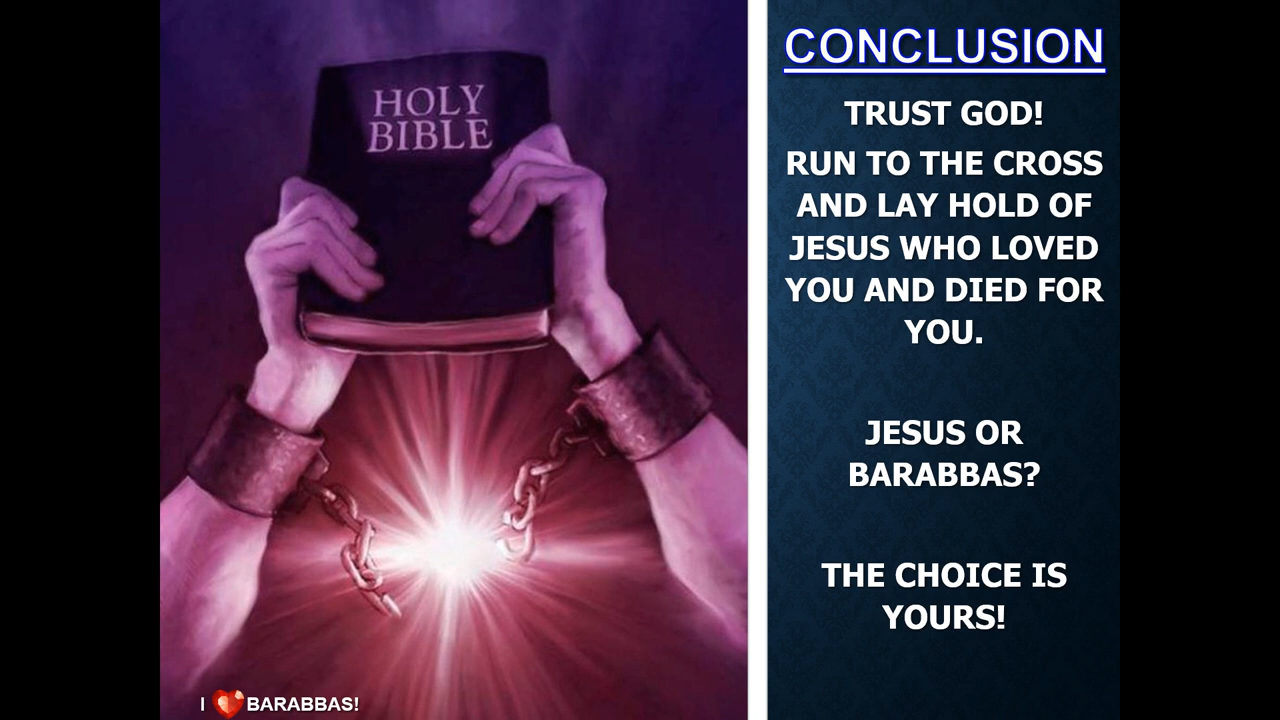 HOLY
BIBLE
I ❤ BARABBAS!
CONCLUSION
TRUST GOD!
RUN TO THE CROSS
AND LAY HOLD OF
JESUS WHO LOVED
YOU AND DIED FOR
YOU.
JESUS OR
BARABBAS?
THE CHOICE IS
YOURS!